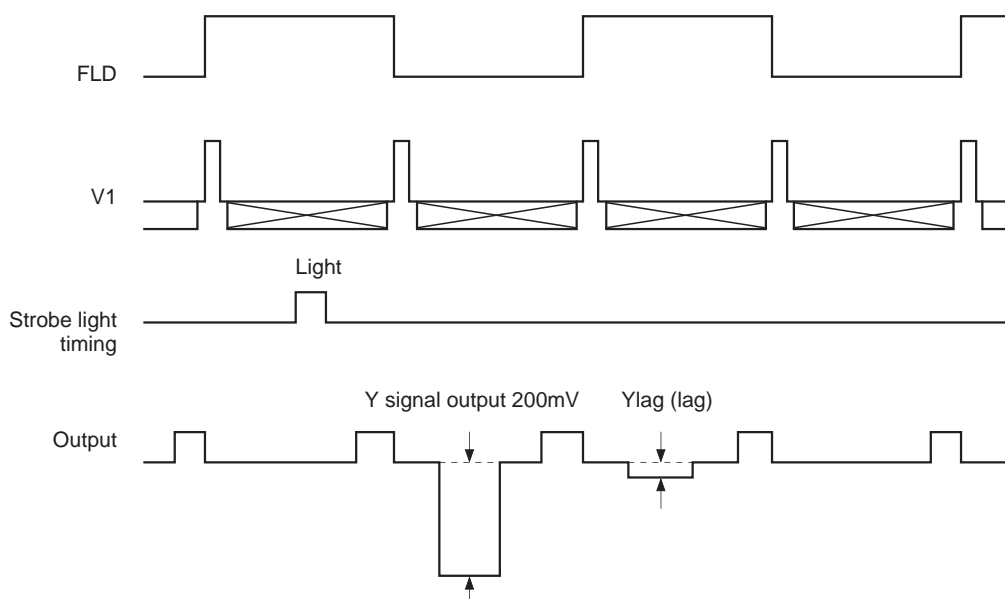 FLD
V1
Light
Strobe light
timing
Y signal output 200mV
Ylag (lag)
Output